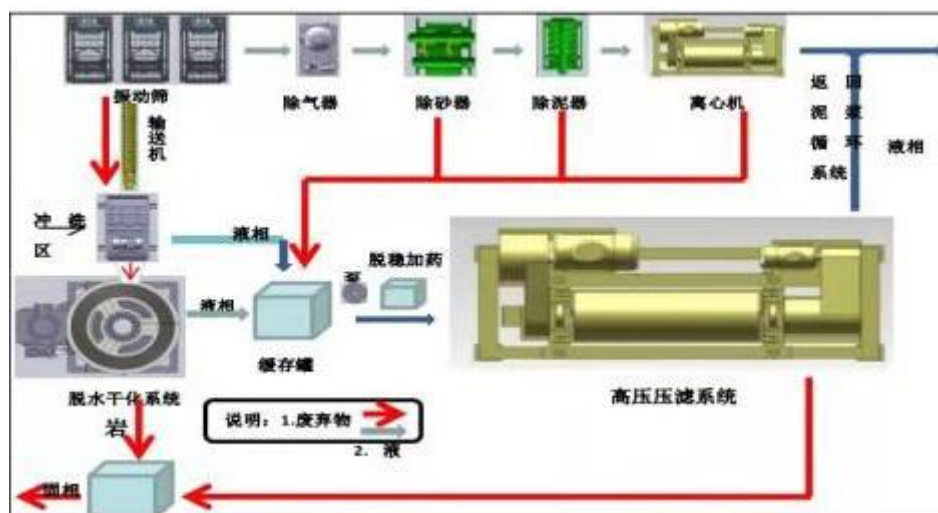 振动筛
输送机
除气器
除砂器
除泥器
离心机
返回
泥浆
循环
系统
液相
冲洗
区
液相
泵
脱稳加药
液相
缓存罐
脱水干化系统
高压压滤系统
岩
说明：1.废弃物
2. 液
固相